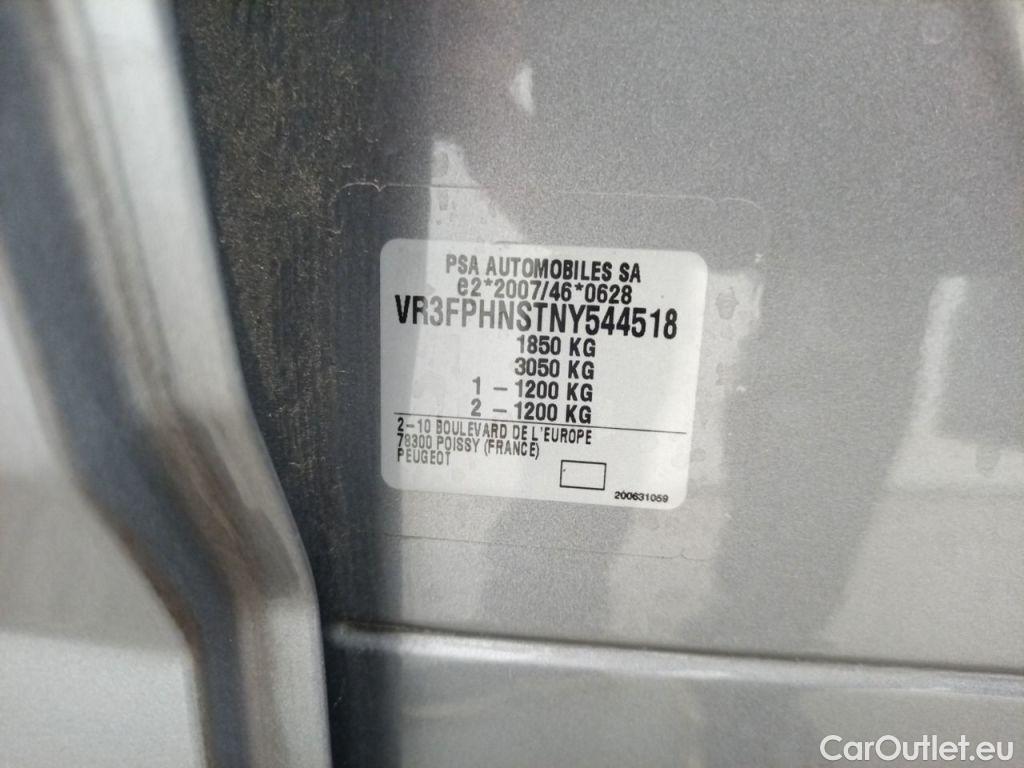 PSA AUTOMOBILES SA
e2*2007/46*0628
VR3FPHNSTNY544518
1850 KG
3050 KG
1 - 1200 KG
2 - 1200 KG
2-10 BOULEVARD DE L'EUROPE
78300 POISSY (FRANCE)
PEUGEOT
200631059
CarOutlet.eu